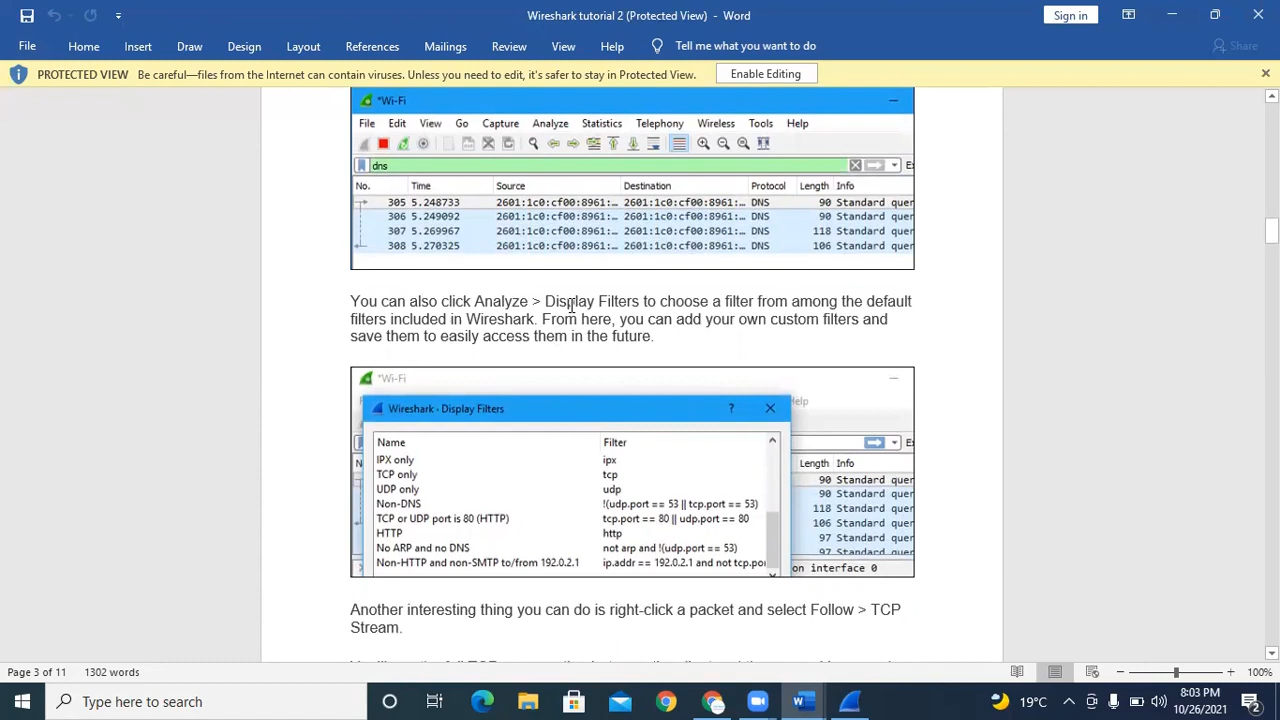 Wireshark tutorial 2 (Protected View) - Word
Sign in
File Home Insert Draw Design Layout References Mailings Review View Help Tell me what you want to do Share
PROTECTED VIEW Be careful—files from the Internet can contain viruses. Unless you need to edit, it's safer to stay in Protected View. Enable Editing
*Wi-Fi
File Edit View Go Capture Analyze Statistics Telephony Wireless Tools Help
dns
No. Time Source Destination Protocol Length Info
305 5.248733 2601:1c0:cf00:8961:... 2601:1c0:cf00:8961:... DNS 90 Standard quer
306 5.249092 2601:1c0:cf00:8961:... 2601:1c0:cf00:8961:... DNS 90 Standard quer
307 5.269967 2601:1c0:cf00:8961:... 2601:1c0:cf00:8961:... DNS 118 Standard quer
308 5.270325 2601:1c0:cf00:8961:... 2601:1c0:cf00:8961:... DNS 106 Standard quer
You can also click Analyze > Display Filters to choose a filter from among the default
filters included in Wireshark. From here, you can add your own custom filters and
save them to easily access them in the future.
*Wi-Fi
Wireshark · Display Filters ?
Name Filter
IPX only ipx
TCP only tcp
UDP only udp
Non-DNS !(udp.port == 53 || tcp.port == 53)
TCP or UDP port is 80 (HTTP) tcp.port == 80 || udp.port == 80
HTTP http
No ARP and no DNS not arp and !(udp.port == 53)
Non-HTTP and non-SMTP to/from 192.0.2.1 ip.addr == 192.0.2.1 and not tcp.por
Length Info
90 Standard quer
90 Standard quer
118 Standard quer
106 Standard quer
97 Standard quer
97 Standard quer
on interface 0
Another interesting thing you can do is right-click a packet and select Follow > TCP
Stream.
Page 3 of 11 1302 words 100%
Type here to search
19°C
8:03 PM
10/26/2021
2